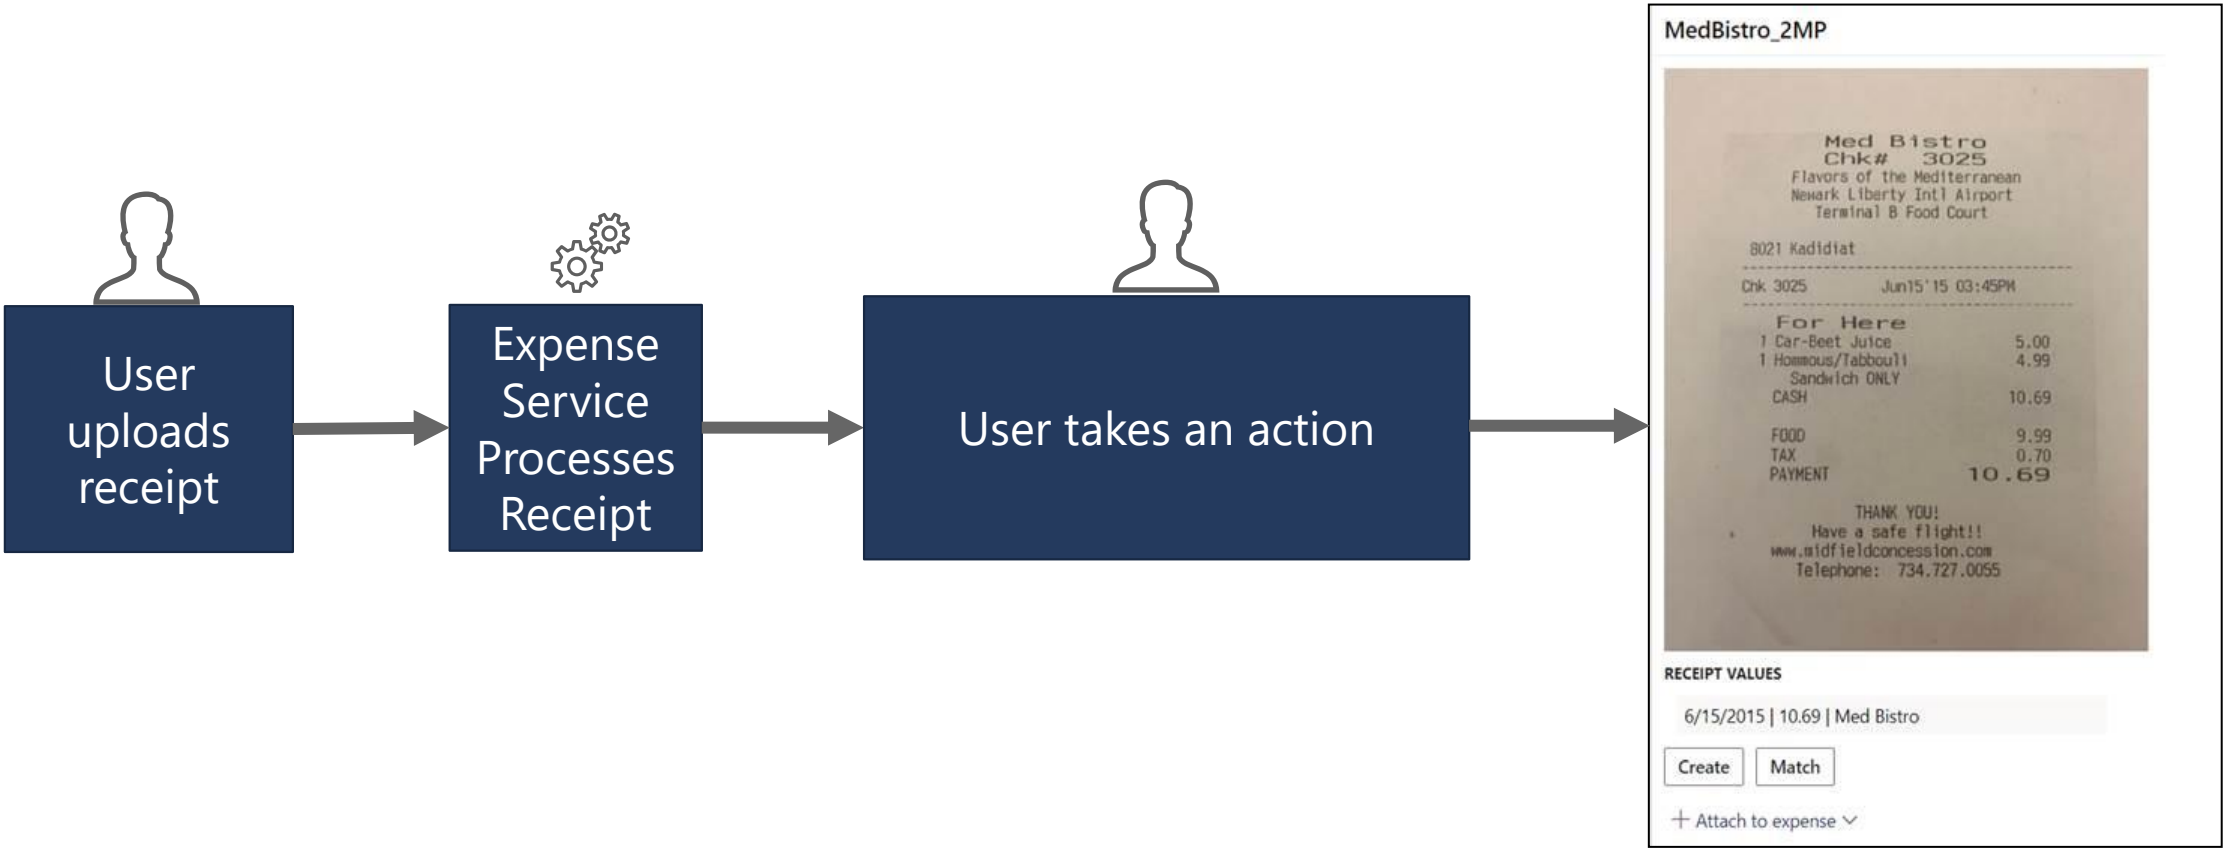 User
uploads
receipt
Expense
Service
Processes
Receipt
User takes an action
MedBistro_2MP
Med Bistro
Chk# 3025
Flavors of the Mediterranean
Newark Liberty Intl Airport
Terminal B Food Court
8021 Kadidiat
Chk 3025 Jun15'15 03:45PM
For Here
1 Car-Beet Juice 5.00
1 Hommous/Tabbouli 4.99
Sandwich ONLY
CASH 10.69
FOOD 9.99
TAX 0.70
PAYMENT 10.69
THANK YOU!
Have a safe flight!!
www.midfieldconcession.com
Telephone: 734.727.0055
RECEIPT VALUES
6/15/2015 | 10.69 | Med Bistro
Create Match
+ Attach to expense